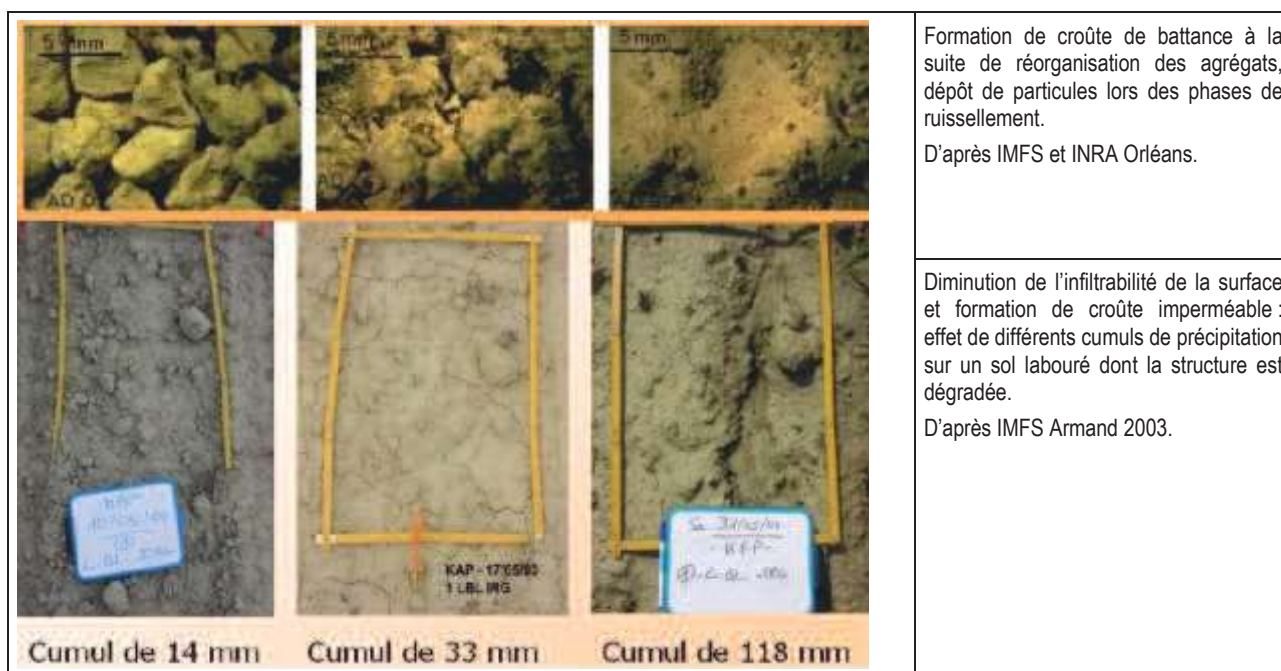 5 mm
5 mm
5 mm
KAP - 17/05/03
1 LBL IRG
Cumul de 14 mm
Cumul de 33 mm
Cumul de 118 mm
Formation de croûte de battance à la
suite de réorganisation des agrégats,
dépôt de particules lors des phases de
ruissellement.
D’après IMFS et INRA Orléans.
Diminution de l’infiltrabilité de la surface
et formation de croûte imperméable :
effet de différents cumuls de précipitation
sur un sol labouré dont la structure est
dégradée.
D’après IMFS Armand 2003.